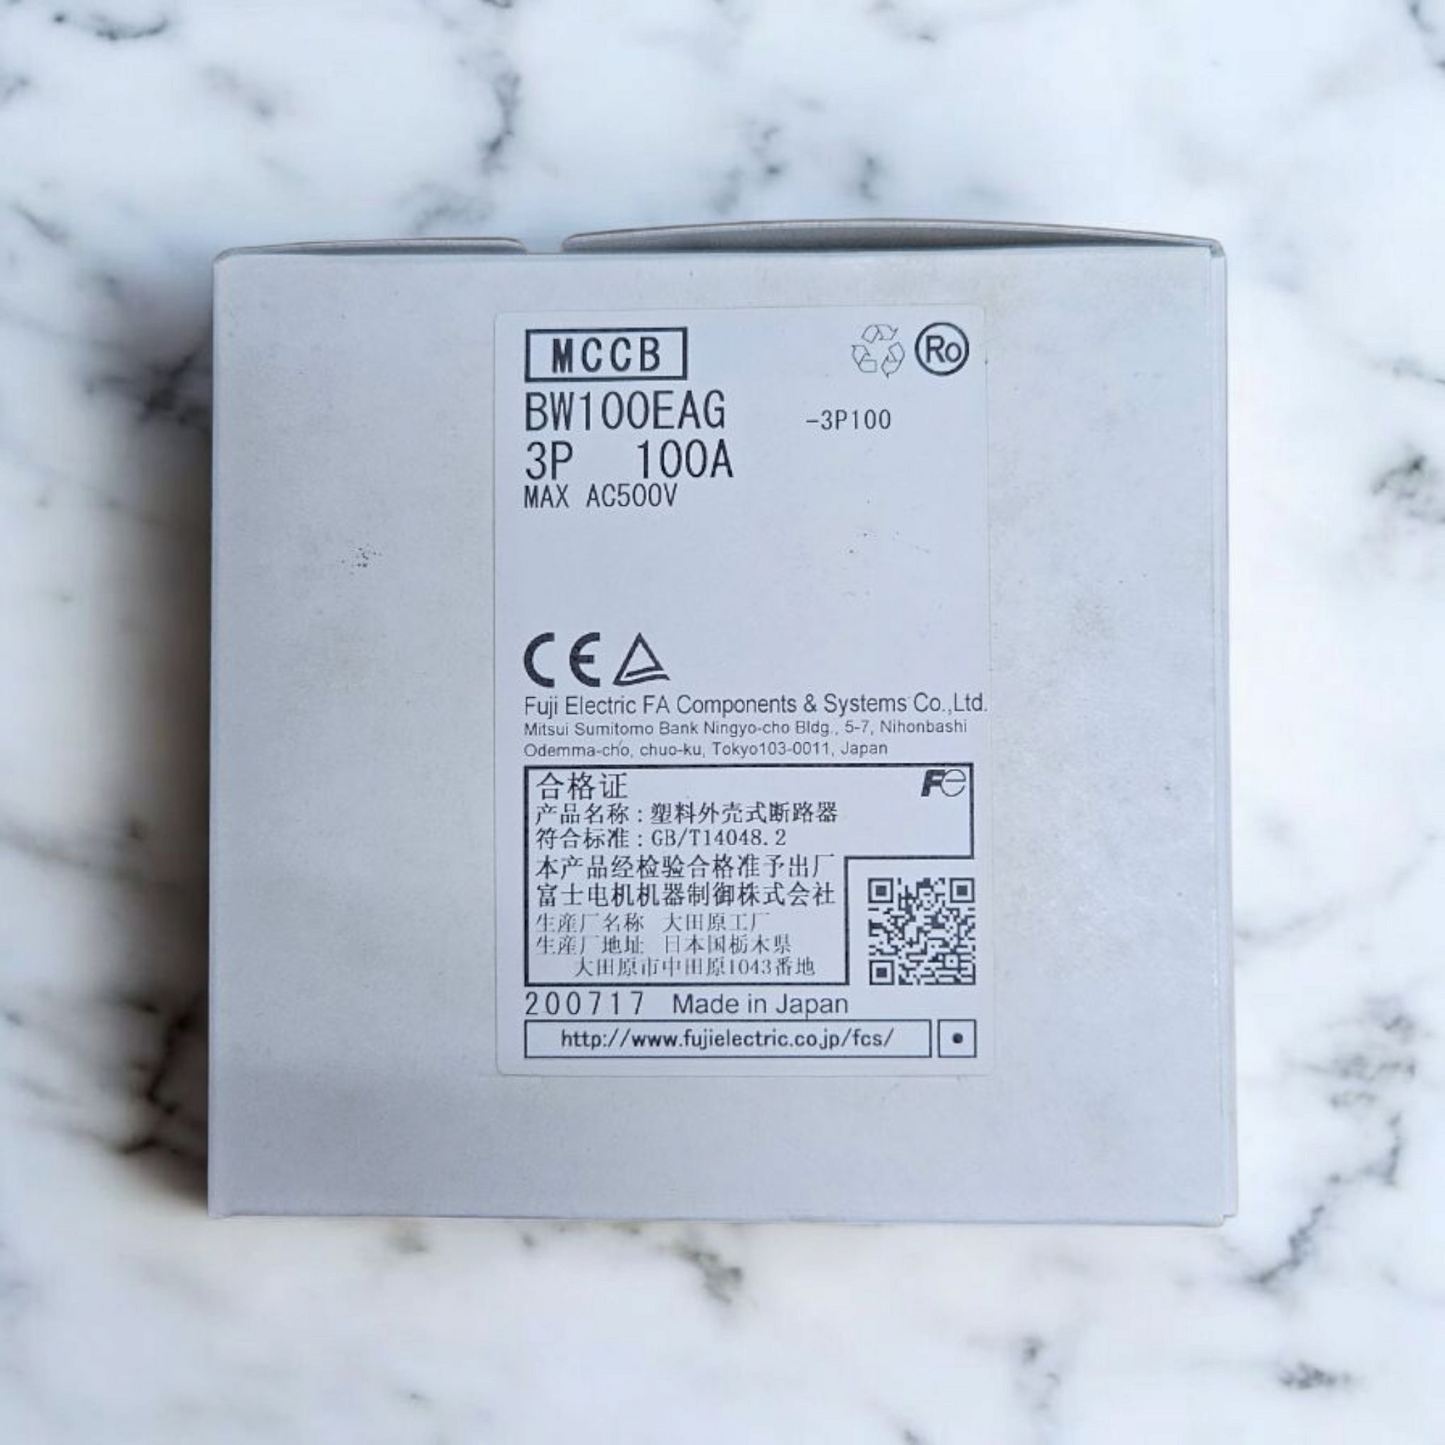 MCCB
Ro
BW100EAG -3P100
3P 100A
MAX AC500V
CE
Fuji Electric FA Components & Systems Co.,Ltd.
Mitsui Sumitomo Bank Ningyo-cho Bldg., 5-7, Nihonbashi
Odemma-cho, chuo-ku, Tokyo103-0011, Japan
合格证 Fe
产品名称:塑料外壳式断路器
符合标准:GB/T14048.2
本产品经检验合格准予出厂
富士电机机器制御株式会社
生産厂名称 大田原工厂
生産厂地址 日本国栃木県
大田原市中田原1043番地
200717 Made in Japan
http://www.fujielectric.co.jp/fcs/